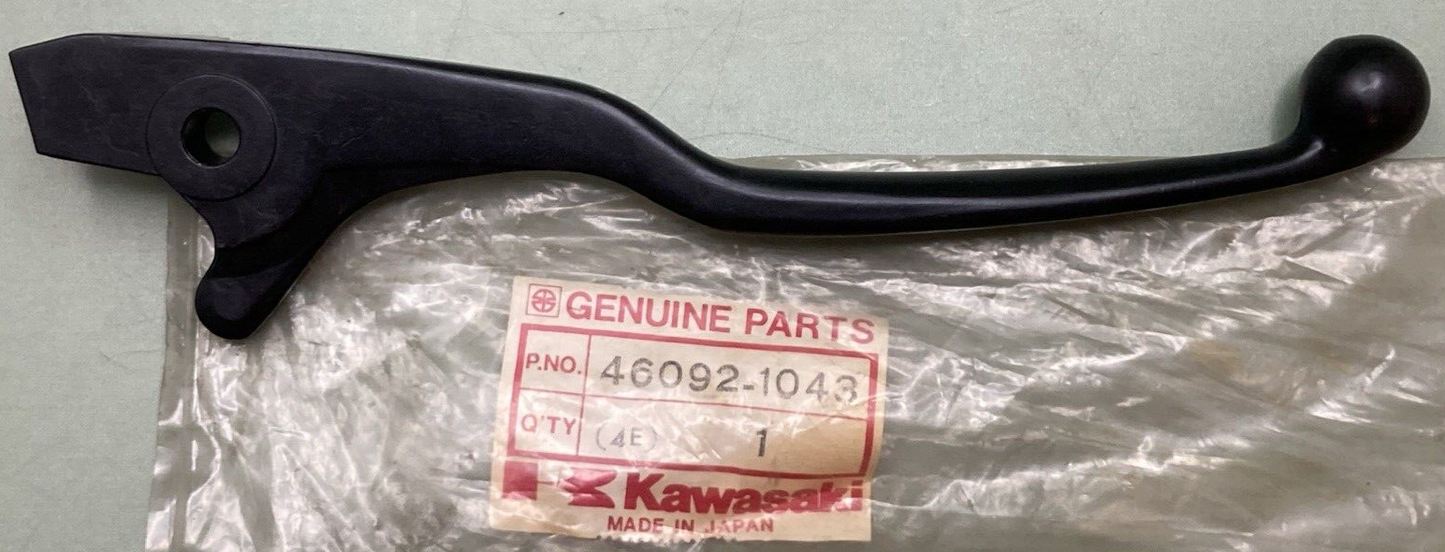 GENUINE PARTS
P.NO. 46092-1043
Q'TY (4E) 1
Kawasaki
MADE IN JAPAN